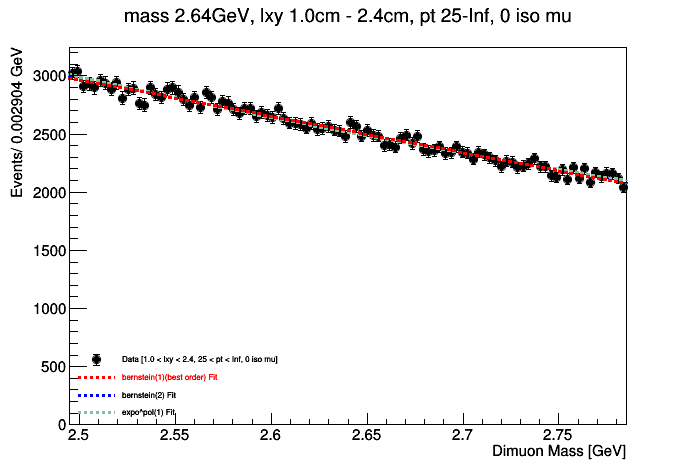 mass 2.64GeV, lxy 1.0cm - 2.4cm, pt 25-Inf, 0 iso mu
Events/ 0.002904 GeV
3000
2500
2000
1500
1000
500
0
Data [1.0 < lxy < 2.4, 25 < pt < Inf, 0 iso mu]
bernstein(1)(best order) Fit
bernstein(2) Fit
expo*pol(1) Fit
2.5
2.55
2.6
2.65
2.7
2.75
Dimuon Mass [GeV]